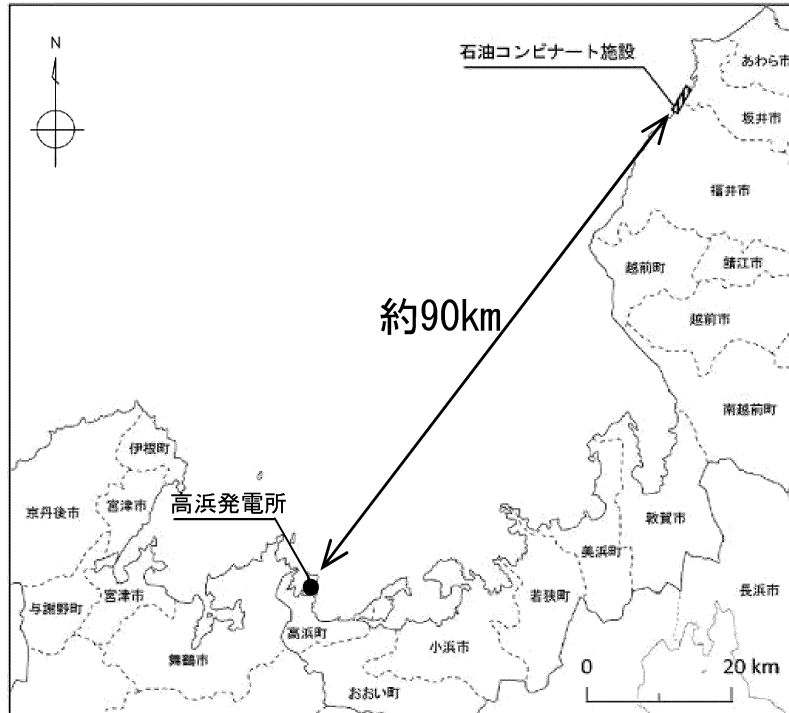 N
石油コンビナート施設
あわら市
坂井市
福井市
越前町
鯖江市
越前市
約90km
南越前町
伊根町
宮津市
高浜発電所
京丹後市
敦賀市
美浜町
若狭町
長浜市
与謝野町
宮津市
高浜町
小浜市
舞鶴市
おおい町
0
20 km